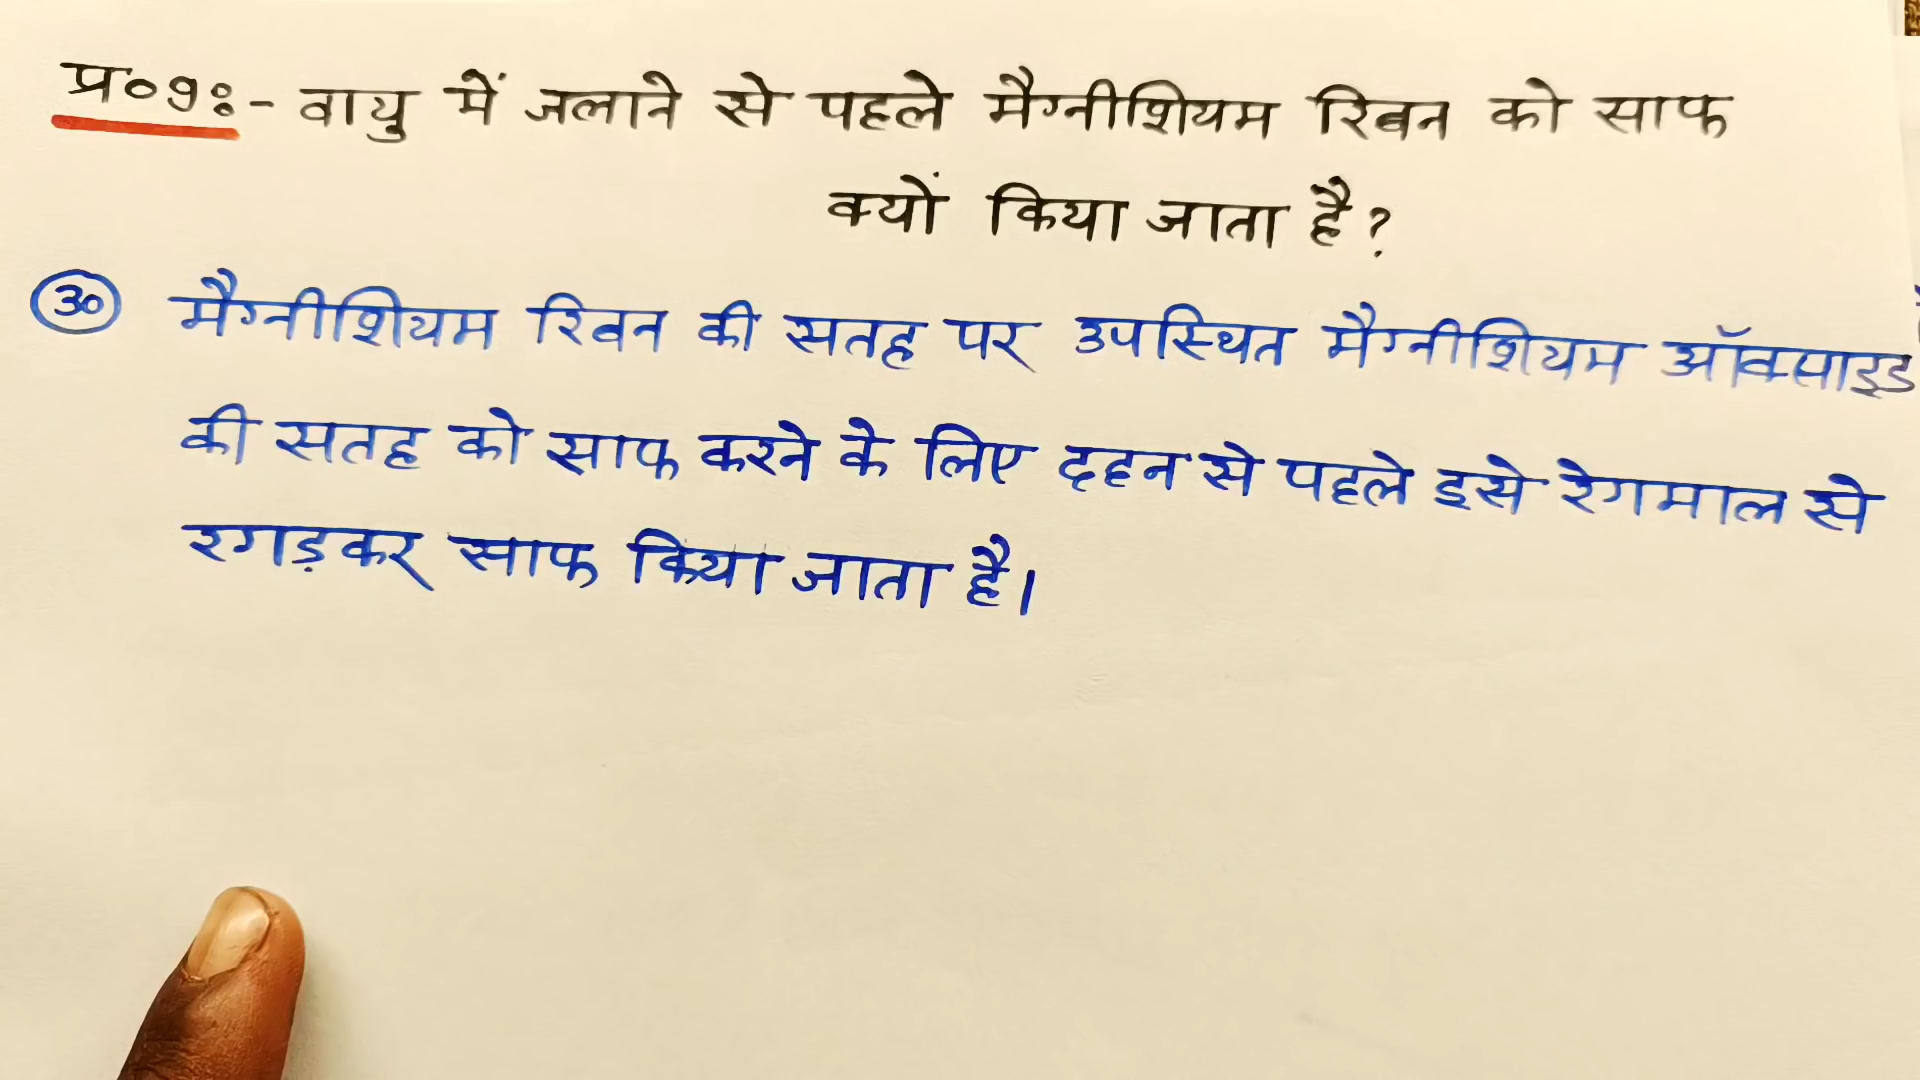 प्र०9ः- वायु में जलाने से पहले मैग्नीशियम रिबन को साफ
क्यों किया जाता है?
उ० मैग्नीशियम रिबन की सतह पर उपस्थित मैग्नीशियम ऑक्साइड
की सतह को साफ करने के लिए दहन से पहले इसे रेगमाल से
रगड़कर साफ किया जाता है।